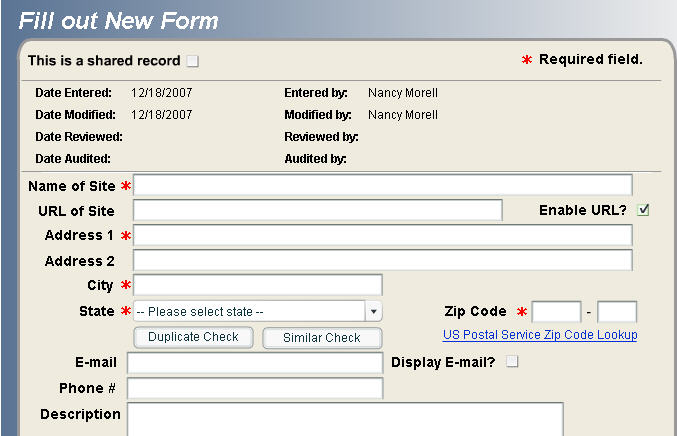 Fill out New Form
This is a shared record * Required field.
Date Entered: 12/18/2007 Entered by: Nancy Morell
Date Modified: 12/18/2007 Modified by: Nancy Morell
Date Reviewed: Reviewed by:
Date Audited: Audited by:
Name of Site *
URL of Site Enable URL?
Address 1 *
Address 2
City *
State * -- Please select state -- Zip Code * -
Duplicate Check Similar Check US Postal Service Zip Code Lookup
E-mail Display E-mail?
Phone #
Description